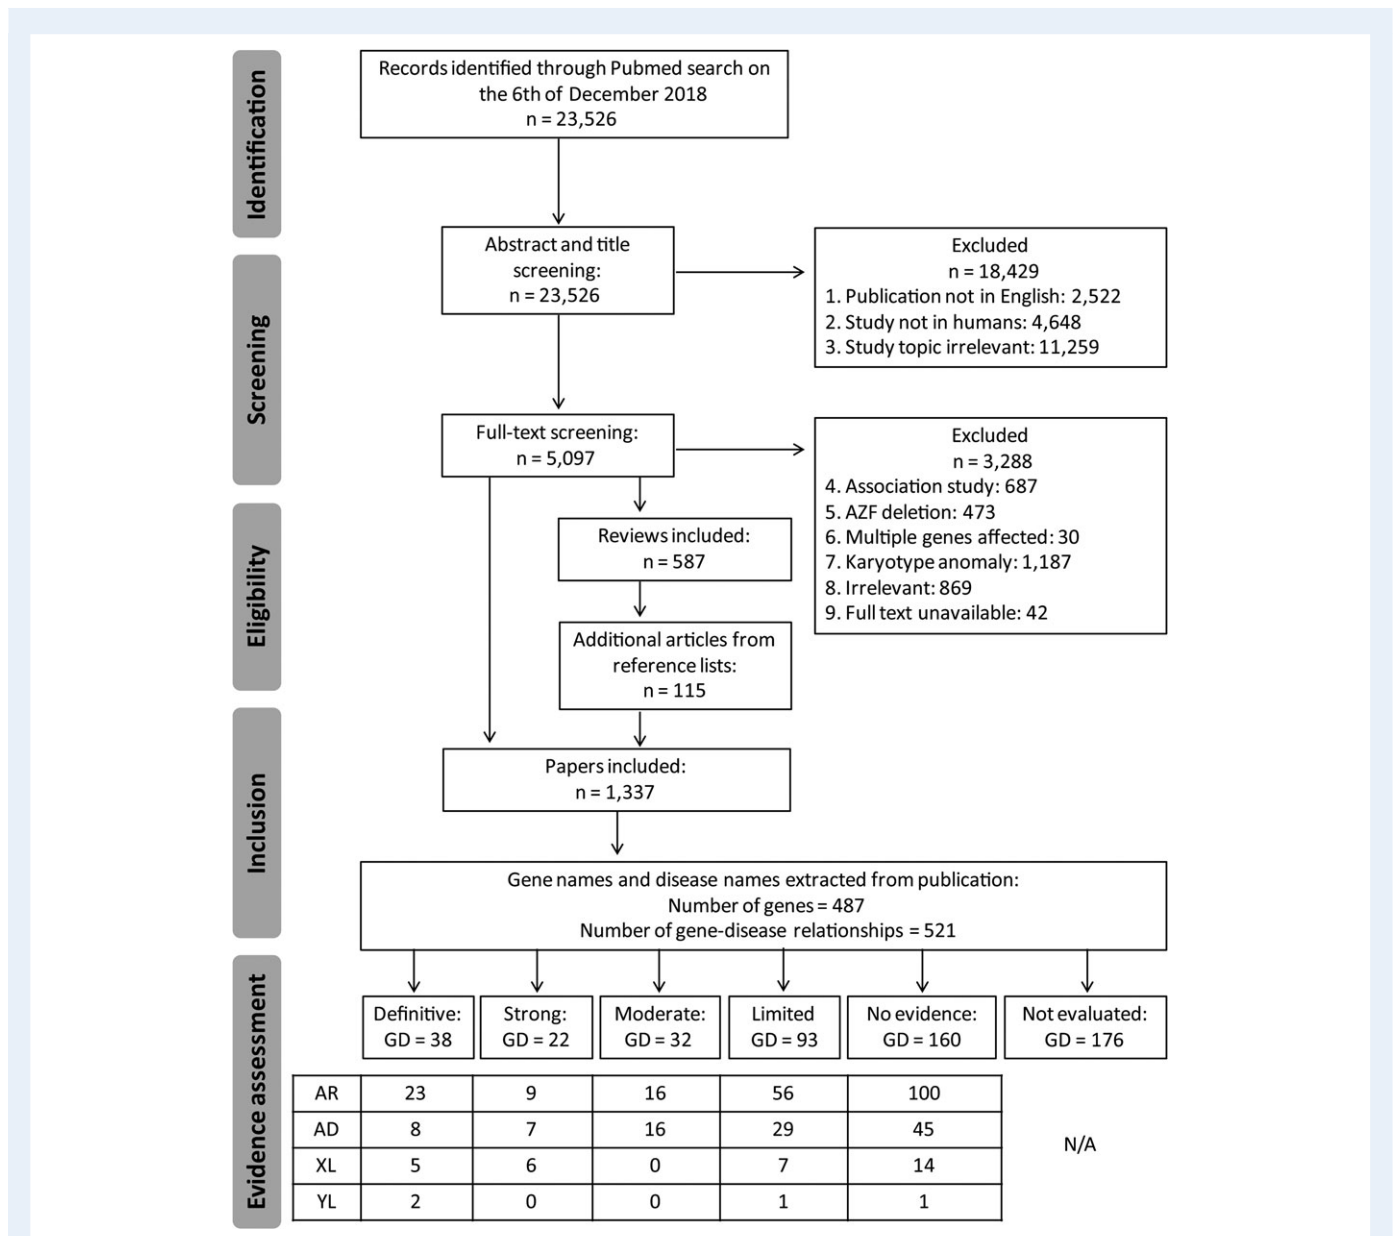 Identification
Records identified through Pubmed search on
the 6th of December 2018
n = 23,526
Screening
Abstract and title
screening:
n = 23,526
Excluded
n = 18,429
1. Publication not in English: 2,522
2. Study not in humans: 4,648
3. Study topic irrelevant: 11,259
Full-text screening:
n = 5,097
Excluded
n = 3,288
4. Association study: 687
5. AZF deletion: 473
6. Multiple genes affected: 30
7. Karyotype anomaly: 1,187
8. Irrelevant: 869
9. Full text unavailable: 42
Eligibility
Reviews included:
n = 587
Additional articles from
reference lists:
n = 115
Inclusion
Papers included:
n = 1,337
Gene names and disease names extracted from publication:
Number of genes = 487
Number of gene-disease relationships = 521
Evidence assessment
Definitive:
GD = 38
Strong:
GD = 22
Moderate:
GD = 32
Limited
GD = 93
No evidence:
GD = 160
Not evaluated:
GD = 176
AR 23 9 16 56 100
AD 8 7 16 29 45
XL 5 6 0 7 14
YL 2 0 0 1 1
N/A